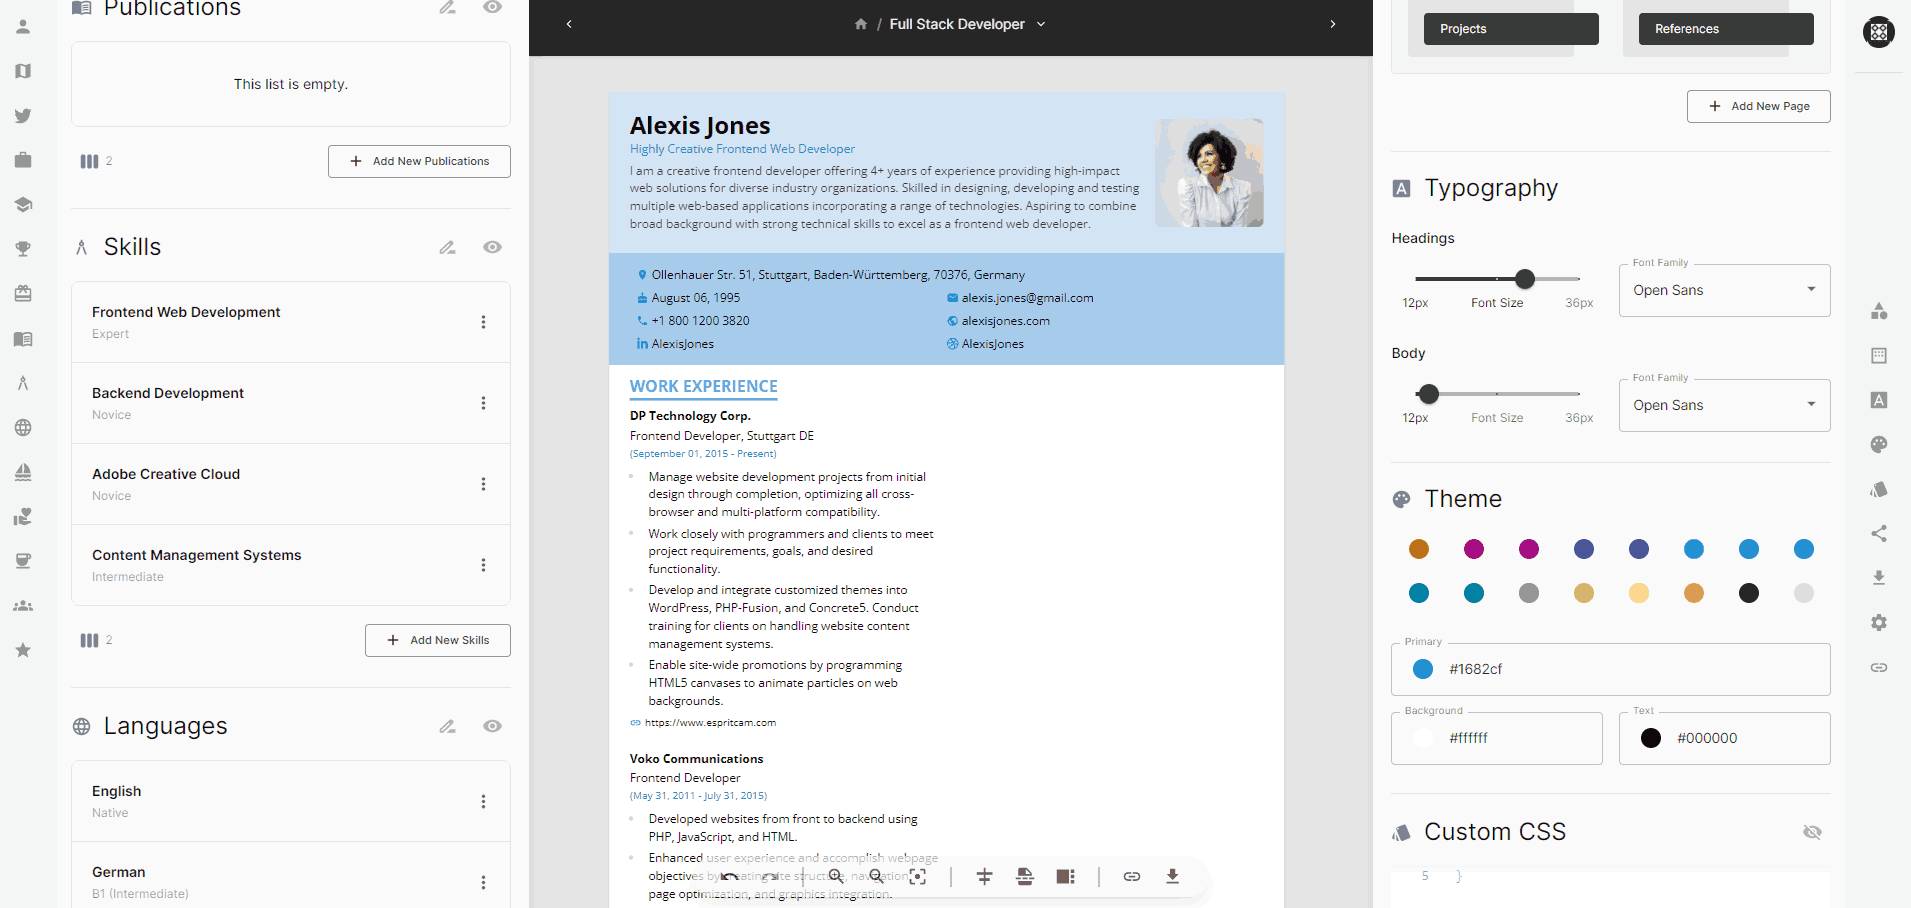 Publications
This list is empty.
2
Add New Publications
Skills
Frontend Web Development
Expert
Backend Development
Novice
Adobe Creative Cloud
Novice
Content Management Systems
Intermediate
2
Add New Skills
Languages
English
Native
German
B1 (Intermediate)
/ Full Stack Developer
Alexis Jones
Highly Creative Frontend Web Developer
I am a creative frontend developer offering 4+ years of experience providing high-impact
web solutions for diverse industry organizations. Skilled in designing, developing and testing
multiple web-based applications incorporating a range of technologies. Aspiring to combine
broad background with strong technical skills to excel as a frontend web developer.
Ollenhauer Str. 51, Stuttgart, Baden-Württemberg, 70376, Germany
August 06, 1995
alexis.jones@gmail.com
+1 800 1200 3820
alexisjones.com
AlexisJones
AlexisJones
WORK EXPERIENCE
DP Technology Corp.
Frontend Developer, Stuttgart DE
(September 01, 2015 - Present)
Manage website development projects from initial
design through completion, optimizing all cross-
browser and multi-platform compatibility.
Work closely with programmers and clients to meet
project requirements, goals, and desired
functionality.
Develop and integrate customized themes into
WordPress, PHP-Fusion, and Concrete5. Conduct
training for clients on handling website content
management systems.
Enable site-wide promotions by programming
HTML5 canvases to animate particles on web
backgrounds.
https://www.espritcam.com
Voko Communications
Frontend Developer
(May 31, 2011 - July 31, 2015)
Developed websites from front to backend using
PHP, JavaScript, and HTML.
Enhanced user experience and accomplish webpage
objectives by creating site structure, navigation,
page optimization, and graphics integration.
Projects
References
Add New Page
Typography
Headings
12px
Font Size
36px
Font Family
Open Sans
Body
12px
Font Size
36px
Font Family
Open Sans
Theme
Primary
#1682cf
Background
#ffffff
Text
#000000
Custom CSS
5 }